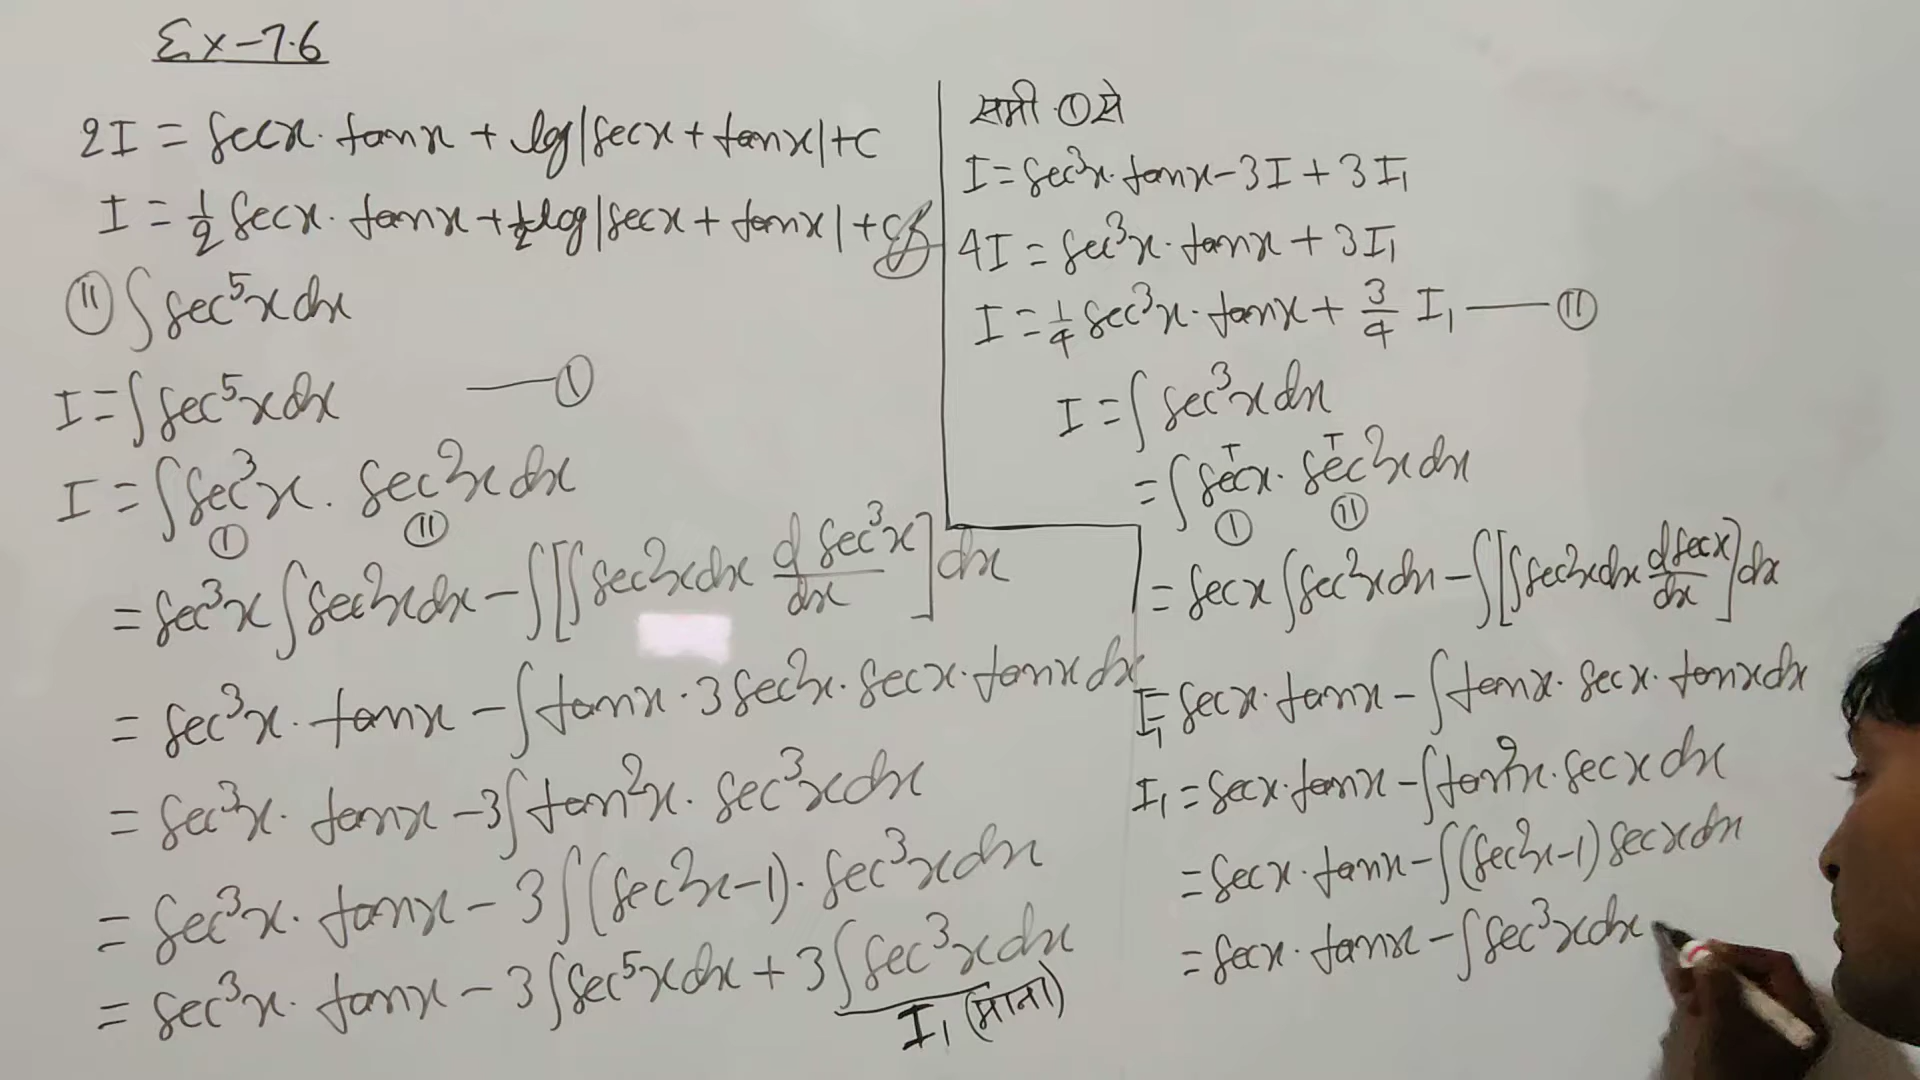 Ex-7.6
2I = secx. tanx + log|secx + tanx|+c
I = 1/2 secx. tanx + 1/2 log|secx + tanx| + c
(II) ∫sec⁵x dx
I = ∫sec⁵x dx —— (I)
I = ∫sec³x . sec²x dx
(I) (II)
= sec³x ∫sec²x dx - ∫[∫sec²x dx d sec³x/dx] dx
= sec³x. tanx - ∫tanx . 3 sec²x. secx. tanx dx
= sec³x. tanx - 3∫tan²x. sec³x dx
= sec³x. tanx - 3∫(sec²x-1). sec³x dx
= sec³x. tanx - 3∫sec⁵x dx + 3∫sec³x dx
I₁ (माना)
समी (1) से
I = sec³x. tanx - 3I + 3I₁
4I = sec³x. tanx + 3I₁
I = 1/4 sec³x. tanx + 3/4 I₁ —— (II)
I = ∫sec³x dx
= ∫secx. sec²x dx
(I) (II)
= secx ∫sec²x dx - ∫[∫sec²x dx d secx/dx] dx
I₁ = secx. tanx - ∫tanx. secx. tanx dx
I₁ = secx. tanx - ∫tan²x. secx dx
= secx. tanx - ∫(sec²x-1) secx dx
= secx. tanx - ∫sec³x dx